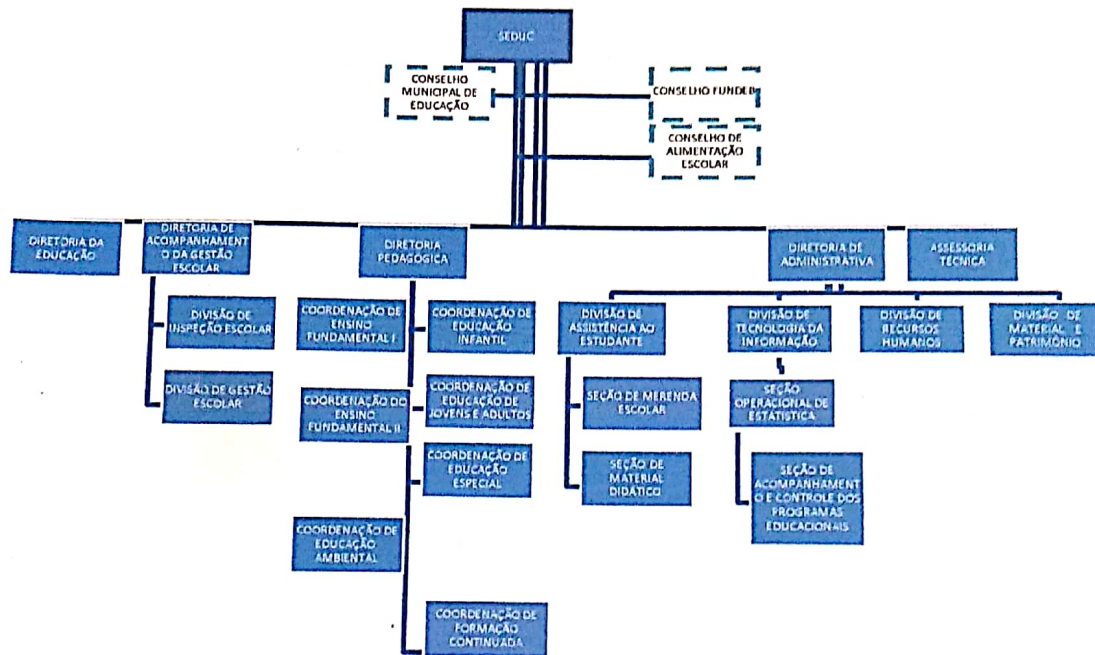 SEDUC
CONSELHO
MUNICIPAL DE
EDUCAÇÃO
CONSELHO FUNDEB
CONSELHO DE
ALIMENTAÇÃO
ESCOLAR
DIRETORIA DA
EDUCAÇÃO
DIRETORIA DE
ACOMPANHAMENT
O DA GESTÃO
ESCOLAR
DIRETORIA
PEDAGÓGICA
DIRETORIA DE
ADMINISTRATIVA
ASSESSORIA
TÉCNICA
DIVISÃO DE
INSPEÇÃO ESCOLAR
DIVISÃO DE GESTÃO
ESCOLAR
COORDENAÇÃO DE
ENSINO
FUNDAMENTAL I
COORDENAÇÃO DE
EDUCAÇÃO
INFANTIL
COORDENAÇÃO DO
ENSINO
FUNDAMENTAL II
COORDENAÇÃO DE
EDUCAÇÃO DE
JOVENS E ADULTOS
COORDENAÇÃO DE
EDUCAÇÃO
ESPECIAL
COORDENAÇÃO DE
EDUCAÇÃO
AMBIENTAL
COORDENAÇÃO DE
FORMAÇÃO
CONTINUADA
DIVISÃO DE
ASSISTÊNCIA AO
ESTUDANTE
DIVISÃO DE
TECNOLOGIA DA
INFORMAÇÃO
DIVISÃO DE
RECURSOS
HUMANOS
DIVISÃO DE
MATERIAL E
PATRIMÔNIO
SEÇÃO DE MERENDA
ESCOLAR
SEÇÃO DE
MATERIAL
DIDÁTICO
SEÇÃO
OPERACIONAL DE
ESTATÍSTICA
SEÇÃO DE
ACOMPANHAMENT
O E CONTROLE DOS
PROGRAMAS
EDUCACIONAIS